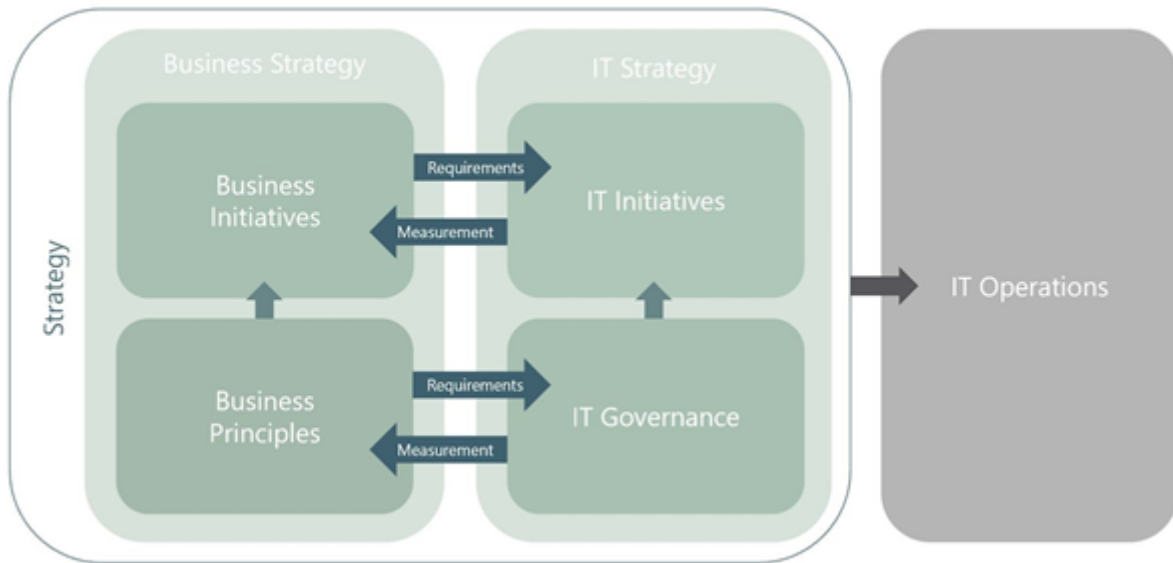 Strategy
Business Strategy
Business
Initiatives
Business
Principles
Requirements
Measurement
Requirements
Measurement
IT Strategy
IT Initiatives
IT Governance
IT Operations